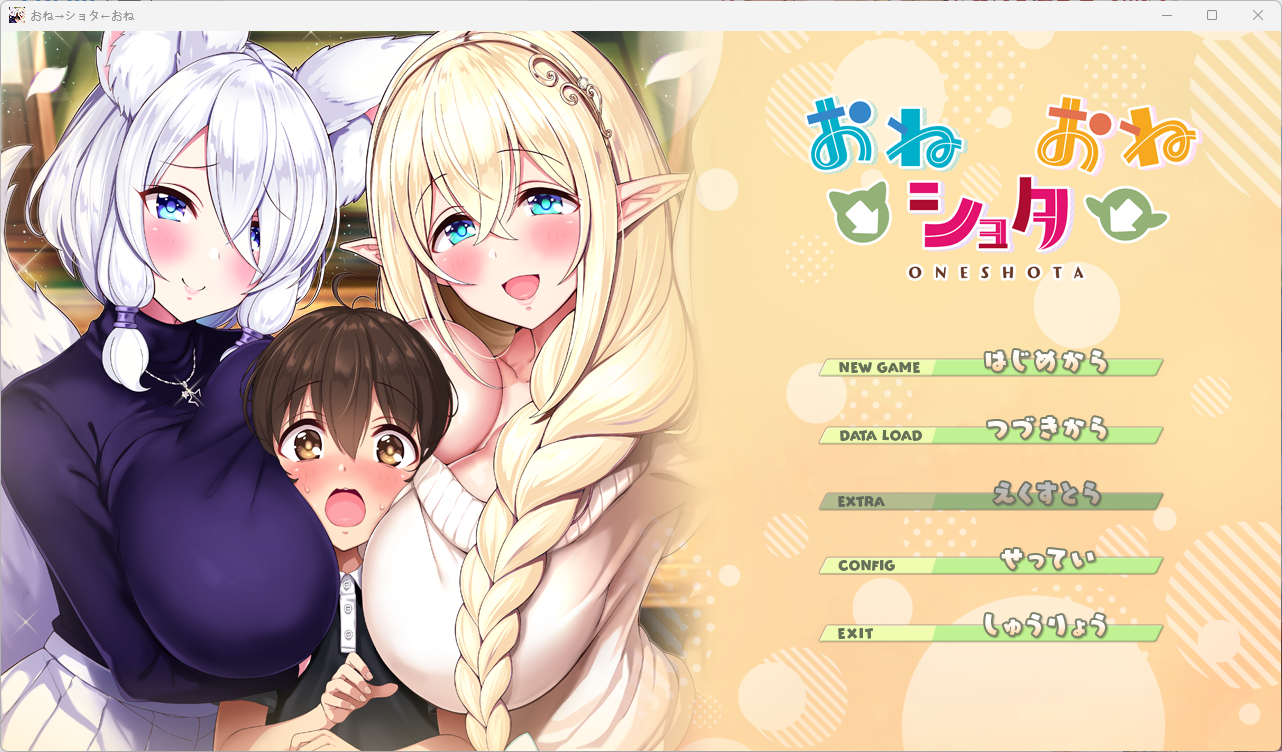 おね→ショタ←おね
おね おね
ショタ
ONESHOTA
NEW GAME はじめから
DATA LOAD つづきから
EXTRA えくすとら
CONFIG せってい
EXIT しゅうりょう